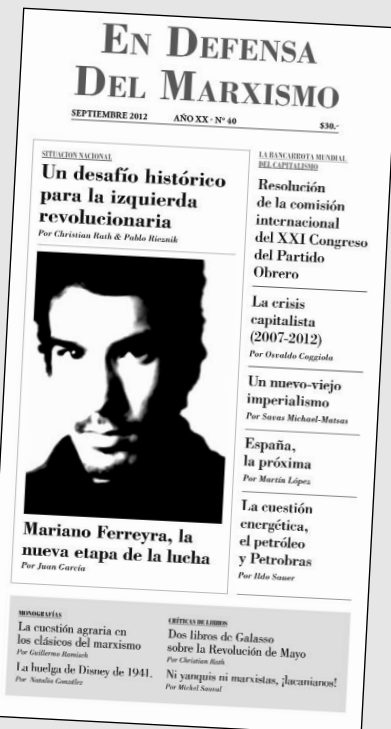 EN DEFENSA
DEL MARXISMO
SEPTIEMBRE 2012 AÑO XX - Nº 40 $30.-
SITUACION NACIONAL
Un desafío histórico
para la izquierda
revolucionaria
Por Christian Rath & Pablo Rieznik
Mariano Ferreyra, la
nueva etapa de la lucha
Por Juan García
LA BANCARROTA MUNDIAL
DEL CAPITALISMO
Resolución
de la comisión
internacional
del XXI Congreso
del Partido
Obrero
La crisis
capitalista
(2007-2012)
Por Osvaldo Coggiola
Un nuevo-viejo
imperialismo
Por Savas Michael-Matsas
España,
la próxima
Por Martín López
La cuestión
energética,
el petróleo
y Petrobras
Por Ildo Sauer
MONOGRAFÍAS
La cuestión agraria en
los clásicos del marxismo
Por Guillermo Ramisch
La huelga de Disney de 1941.
Por Natalia González
CRÍTICAS DE LIBROS
Dos libros de Galasso
sobre la Revolución de Mayo
Por Christian Rath
Ni yanquis ni marxistas, ¡lacanianos!
Por Michel Sauval